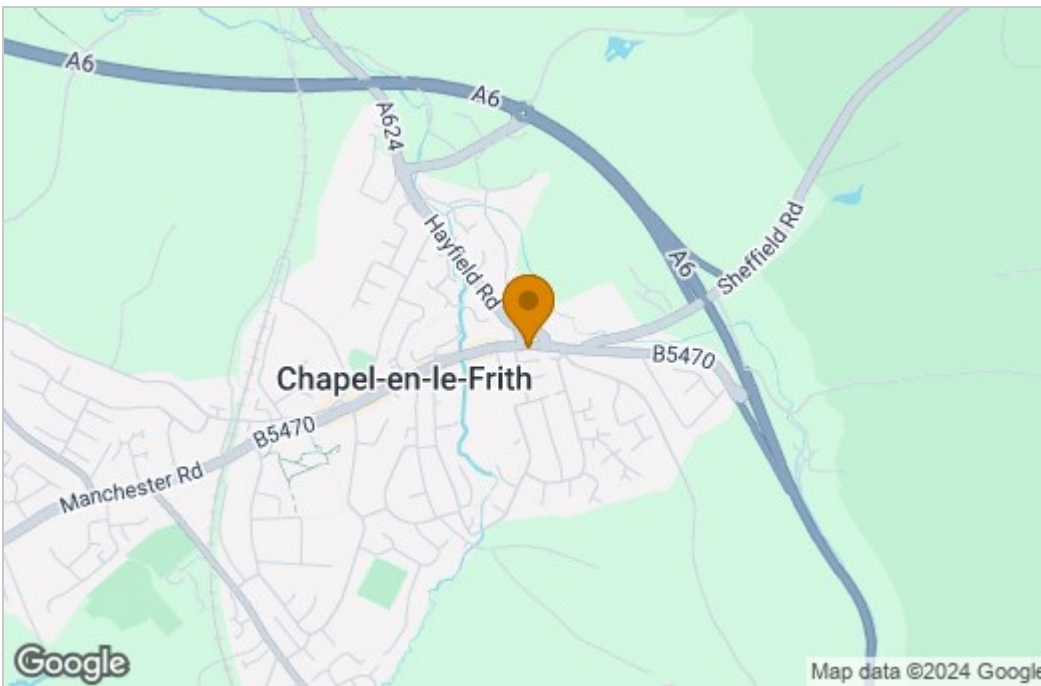 A6
A624
A6
Hayfield Rd
A6
Sheffield Rd
B5470
Chapel-en-le-Frith
B5470
Manchester Rd
Google
Map data ©2024 Google